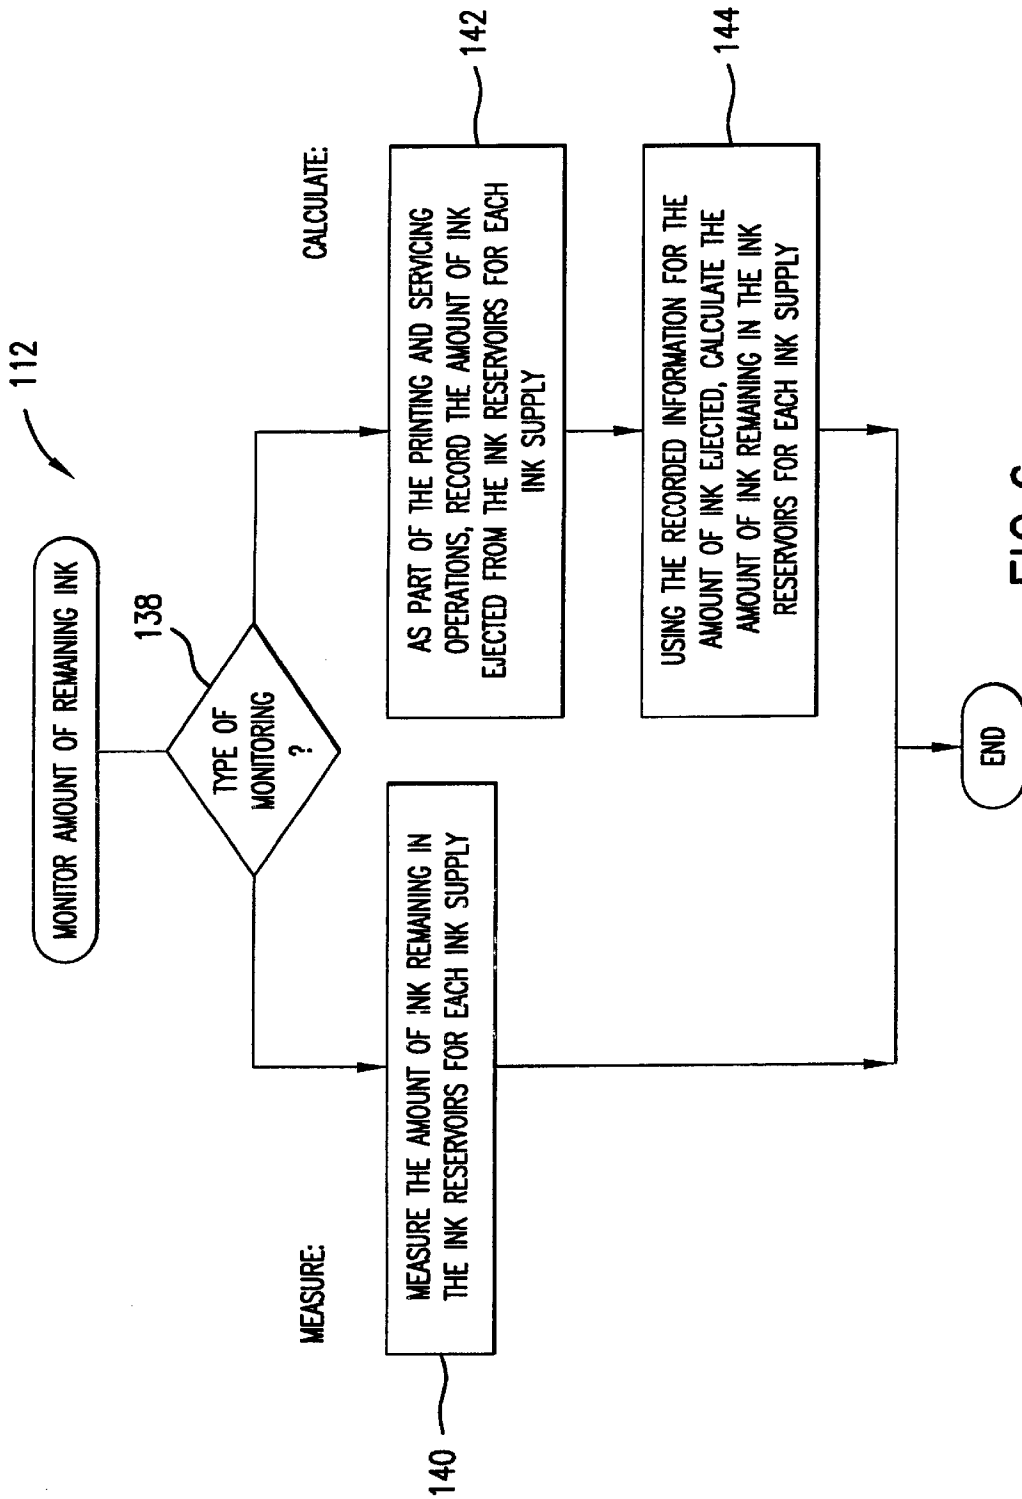 112
MONITOR AMOUNT OF REMAINING INK
138
TYPE OF
MONITORING
?
MEASURE:
CALCULATE:
MEASURE THE AMOUNT OF INK REMAINING IN
THE INK RESERVOIRS FOR EACH INK SUPPLY
140
AS PART OF THE PRINTING AND SERVICING
OPERATIONS, RECORD THE AMOUNT OF INK
EJECTED FROM THE INK RESERVOIRS FOR EACH
INK SUPPLY
142
USING THE RECORDED INFORMATION FOR THE
AMOUNT OF INK EJECTED, CALCULATE THE
AMOUNT OF INK REMAINING IN THE INK
RESERVOIRS FOR EACH INK SUPPLY
144
END